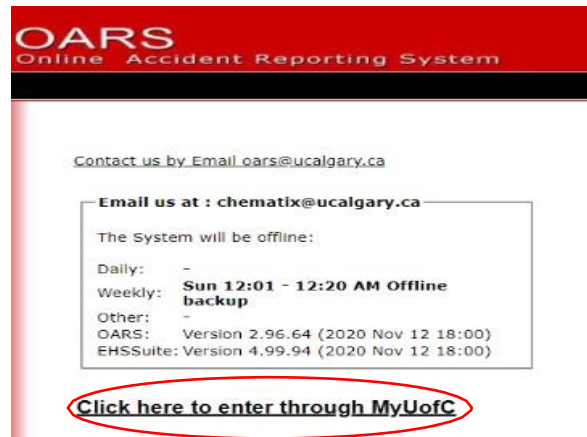 OARS
Online Accident Reporting System
Contact us by Email oars@ucalgary.ca
Email us at : chematix@ucalgary.ca
The System will be offline:
Daily: -
Weekly: Sun 12:01 - 12:20 AM Offline
backup
Other: -
OARS: Version 2.96.64 (2020 Nov 12 18:00)
EHSSuite: Version 4.99.94 (2020 Nov 12 18:00)
Click here to enter through MyUofC